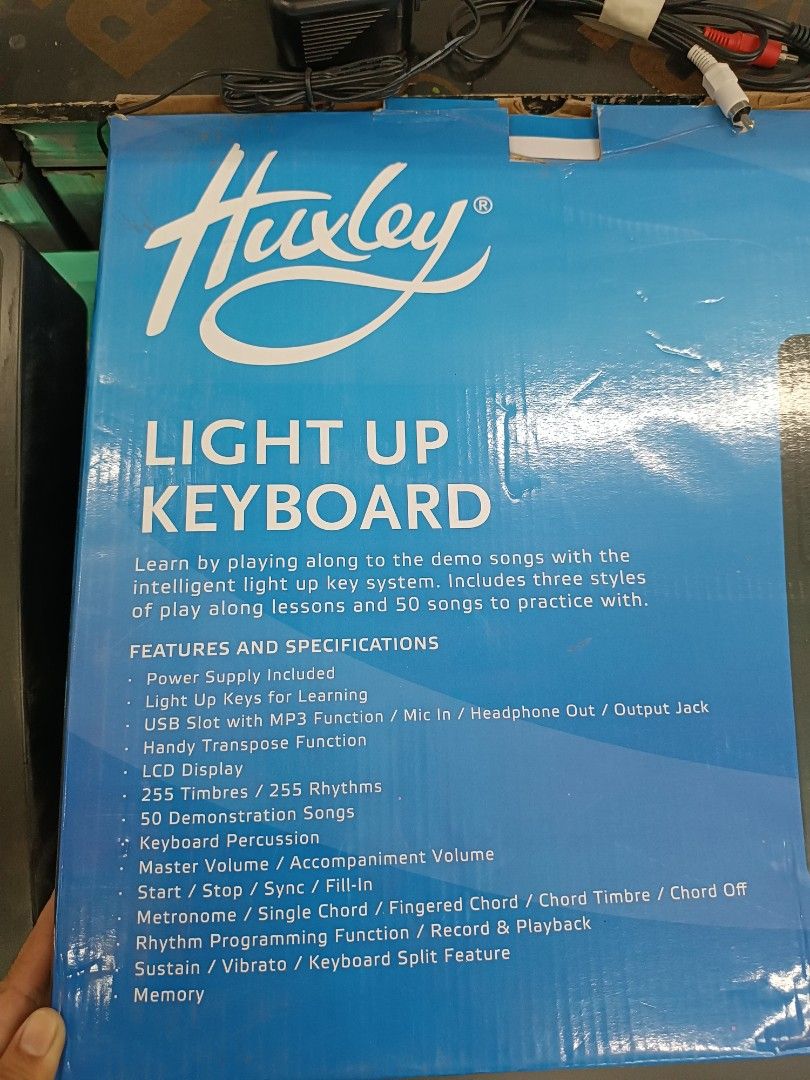 Huxley®
LIGHT UP
KEYBOARD
Learn by playing along to the demo songs with the
intelligent light up key system. Includes three styles
of play along lessons and 50 songs to practice with.
FEATURES AND SPECIFICATIONS
· Power Supply Included
· Light Up Keys for Learning
· USB Slot with MP3 Function / Mic In / Headphone Out / Output Jack
· Handy Transpose Function
· LCD Display
· 255 Timbres / 255 Rhythms
· 50 Demonstration Songs
· Keyboard Percussion
· Master Volume / Accompaniment Volume
· Start / Stop / Sync / Fill-In
· Metronome / Single Chord / Fingered Chord / Chord Timbre / Chord Off
· Rhythm Programming Function / Record & Playback
· Sustain / Vibrato / Keyboard Split Feature
· Memory